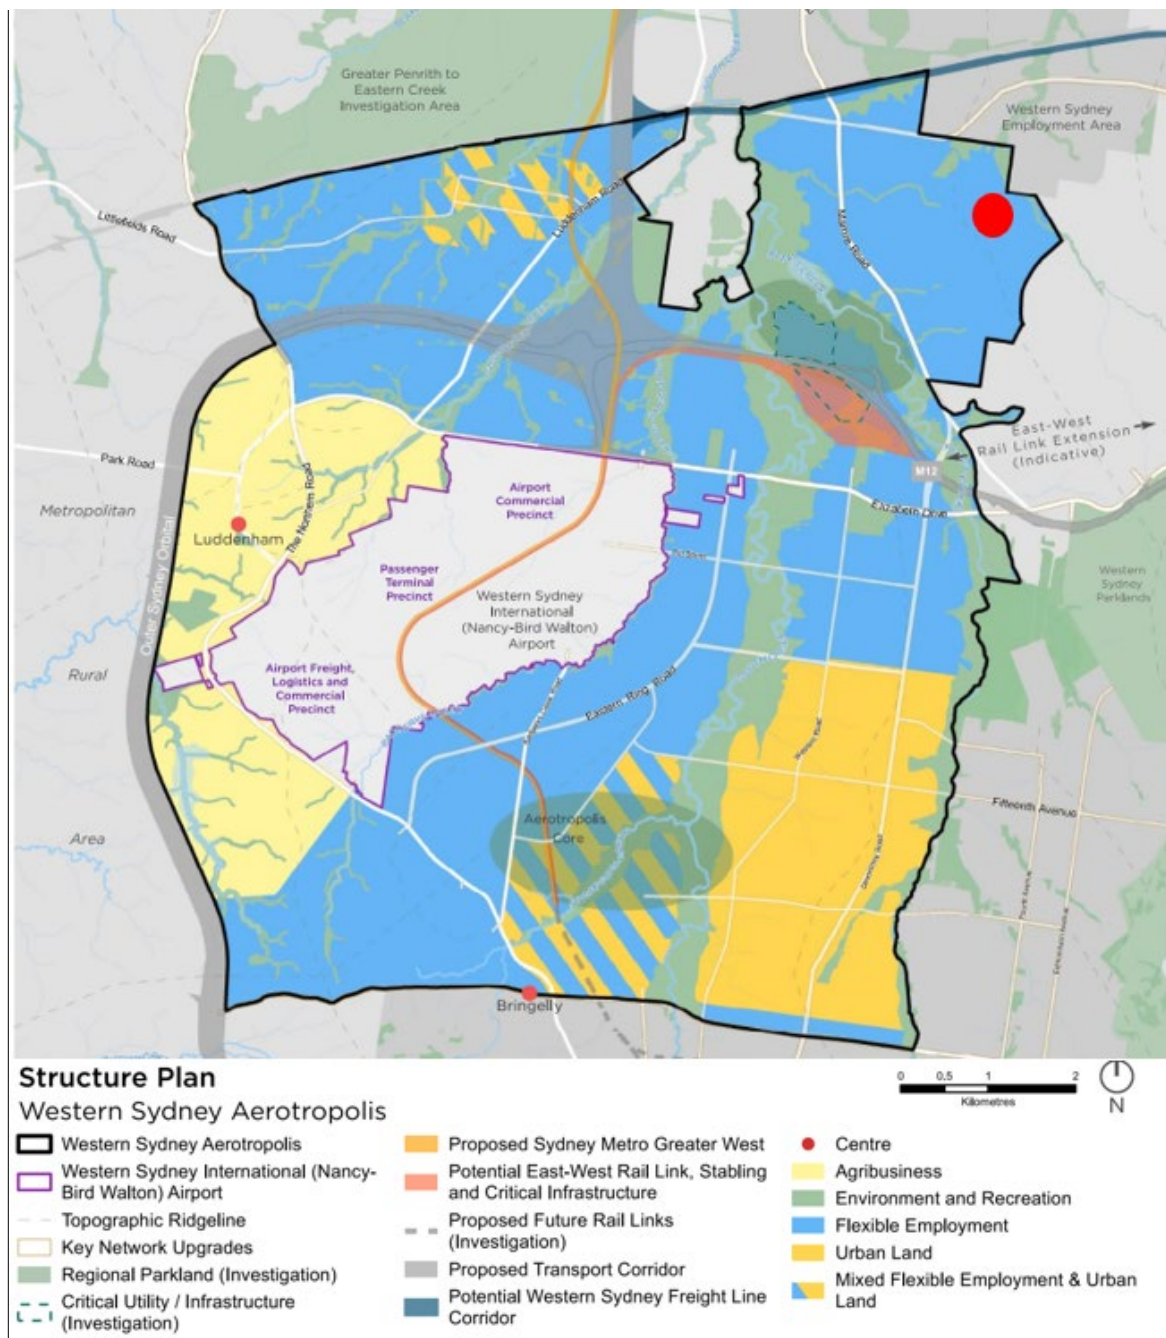 Greater Penrith to
Eastern Creek
Investigation Area
Western Sydney
Employment Area
Littlefields Road
Luddenham Road
Mamre Road
East-West
Rail Link Extension
(Indicative)
M12
Park Road
Metropolitan
Luddenham
The Northern Road
Outer Sydney Orbital
Airport
Commercial
Precinct
Elizabeth Drive
Passenger
Terminal
Precinct
Western Sydney
International
(Nancy-Bird Walton)
Airport
Western
Sydney
Parklands
Rural
Airport Freight,
Logistics and
Commercial
Precinct
Eastern Ring Road
Area
Aerotropolis
Core
Fifteenth Avenue
Bringelly
Structure Plan
Western Sydney Aerotropolis
0 0.5 1 2
Kilometres
N
Western Sydney Aerotropolis
Western Sydney International (Nancy-
Bird Walton) Airport
Topographic Ridgeline
Key Network Upgrades
Regional Parkland (Investigation)
Critical Utility / Infrastructure
(Investigation)
Proposed Sydney Metro Greater West
Potential East-West Rail Link, Stabling
and Critical Infrastructure
Proposed Future Rail Links
(Investigation)
Proposed Transport Corridor
Potential Western Sydney Freight Line
Corridor
Centre
Agribusiness
Environment and Recreation
Flexible Employment
Urban Land
Mixed Flexible Employment & Urban
Land